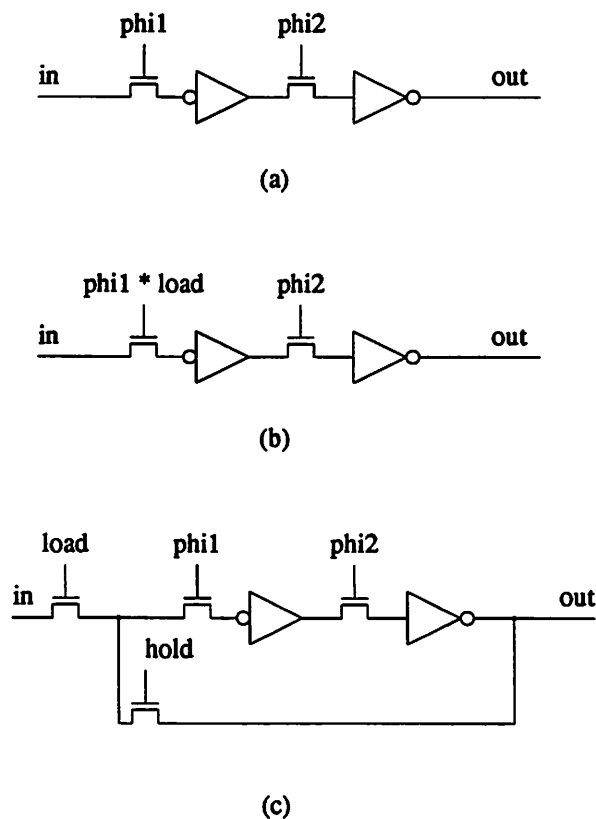 phi1 phi2
in out
(a)
phi1 * load phi2
in out
(b)
load phi1 phi2
in out
hold
(c)